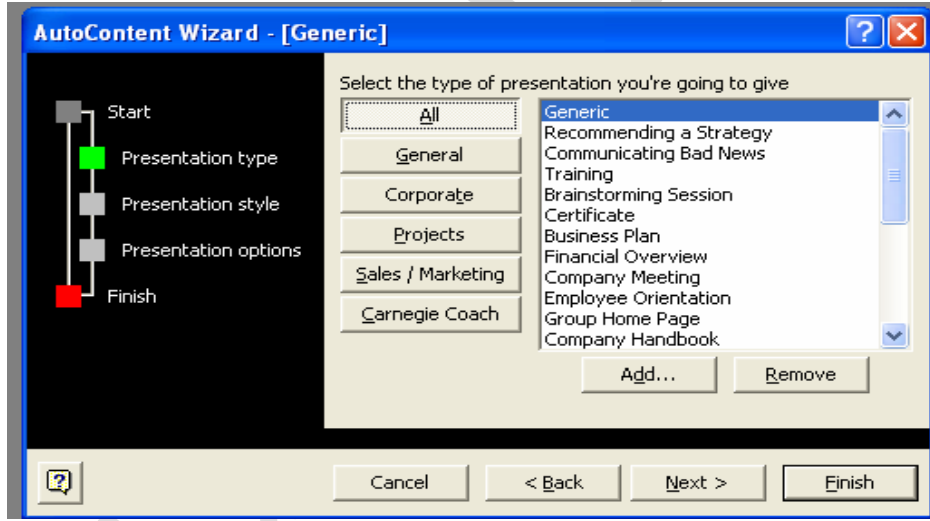 AutoContent Wizard - [Generic]
Start
Presentation type
Presentation style
Presentation options
Finish
Select the type of presentation you're going to give
All
General
Corporate
Projects
Sales / Marketing
Carnegie Coach
Generic
Recommending a Strategy
Communicating Bad News
Training
Brainstorming Session
Certificate
Business Plan
Financial Overview
Company Meeting
Employee Orientation
Group Home Page
Company Handbook
Add...
Remove
Cancel
< Back
Next >
Finish